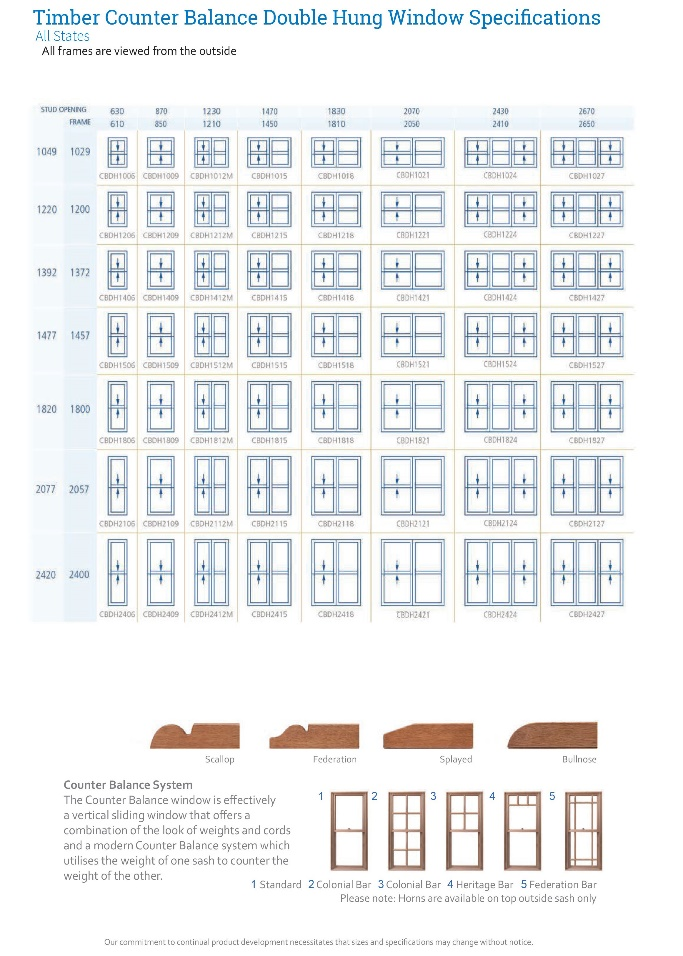 Timber Counter Balance Double Hung Window Specifications
All States
All frames are viewed from the outside
STUD OPENING 630 870 1230 1470 1830 2070 2430 2670
FRAME 610 850 1210 1450 1810 2050 2410 2650
1049 1029
CBDH1006 CBDH1009 CBDH1012M CBDH1015 CBDH1018 CBDH1021 CBDH1024 CBDH1027
1220 1200
CBDH1206 CBDH1209 CBDH1212M CBDH1215 CBDH1218 CBDH1221 CBDH1224 CBDH1227
1392 1372
CBDH1406 CBDH1409 CBDH1412M CBDH1415 CBDH1418 CBDH1421 CBDH1424 CBDH1427
1477 1457
CBDH1506 CBDH1509 CBDH1512M CBDH1515 CBDH1518 CBDH1521 CBDH1524 CBDH1527
1820 1800
CBDH1806 CBDH1809 CBDH1812M CBDH1815 CBDH1818 CBDH1821 CBDH1824 CBDH1827
2077 2057
CBDH2106 CBDH2109 CBDH2112M CBDH2115 CBDH2118 CBDH2121 CBDH2124 CBDH2127
2420 2400
CBDH2406 CBDH2409 CBDH2412M CBDH2415 CBDH2418 CBDH2421 CBDH2424 CBDH2427
Scallop Federation Splayed Bullnose
Counter Balance System
The Counter Balance window is effectively
a vertical sliding window that offers a
combination of the look of weights and cords
and a modern Counter Balance system which
utilises the weight of one sash to counter the
weight of the other.
1 2 3 4 5
1 Standard 2 Colonial Bar 3 Colonial Bar 4 Heritage Bar 5 Federation Bar
Please note: Horns are available on top outside sash only
Our commitment to continual product development necessitates that sizes and specifications may change without notice.